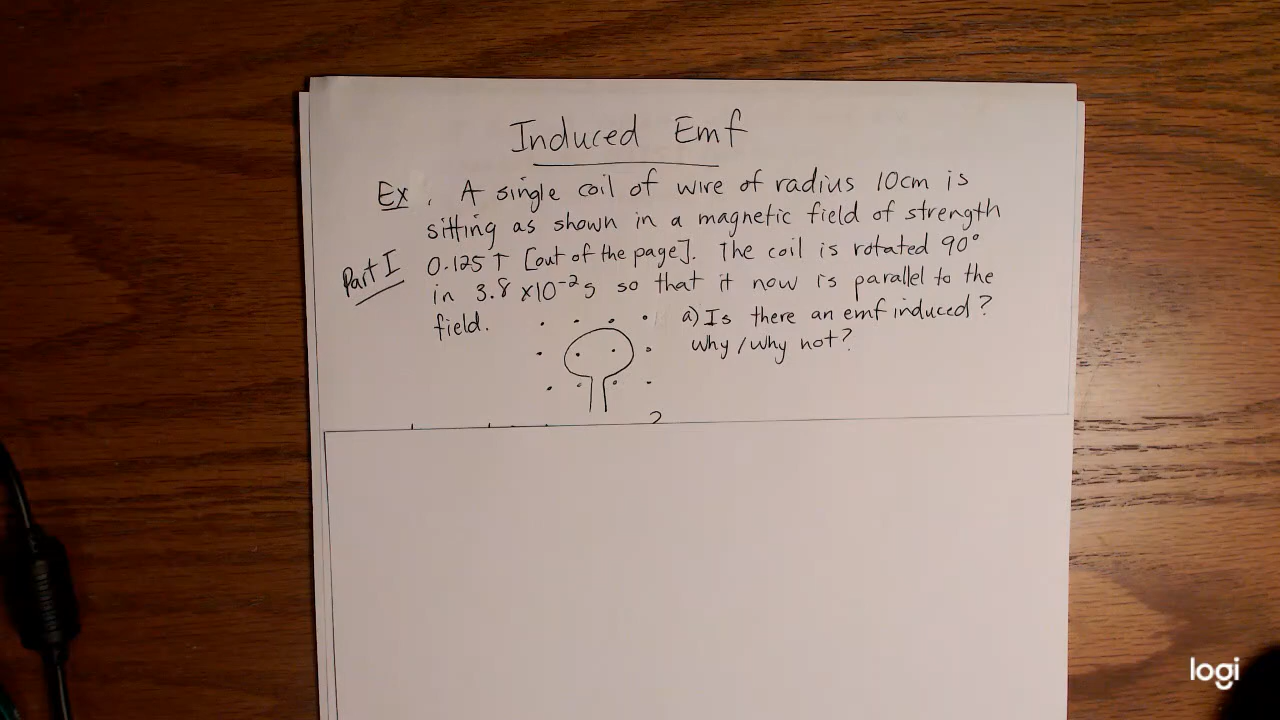 Induced Emf
Ex. A single coil of wire of radius 10cm is
sitting as shown in a magnetic field of strength
Part I
0.125T [out of the page]. The coil is rotated 90°
in 3.8 x10⁻²s so that it now is parallel to the
field.
a) Is there an emf induced?
Why/Why not?
logi